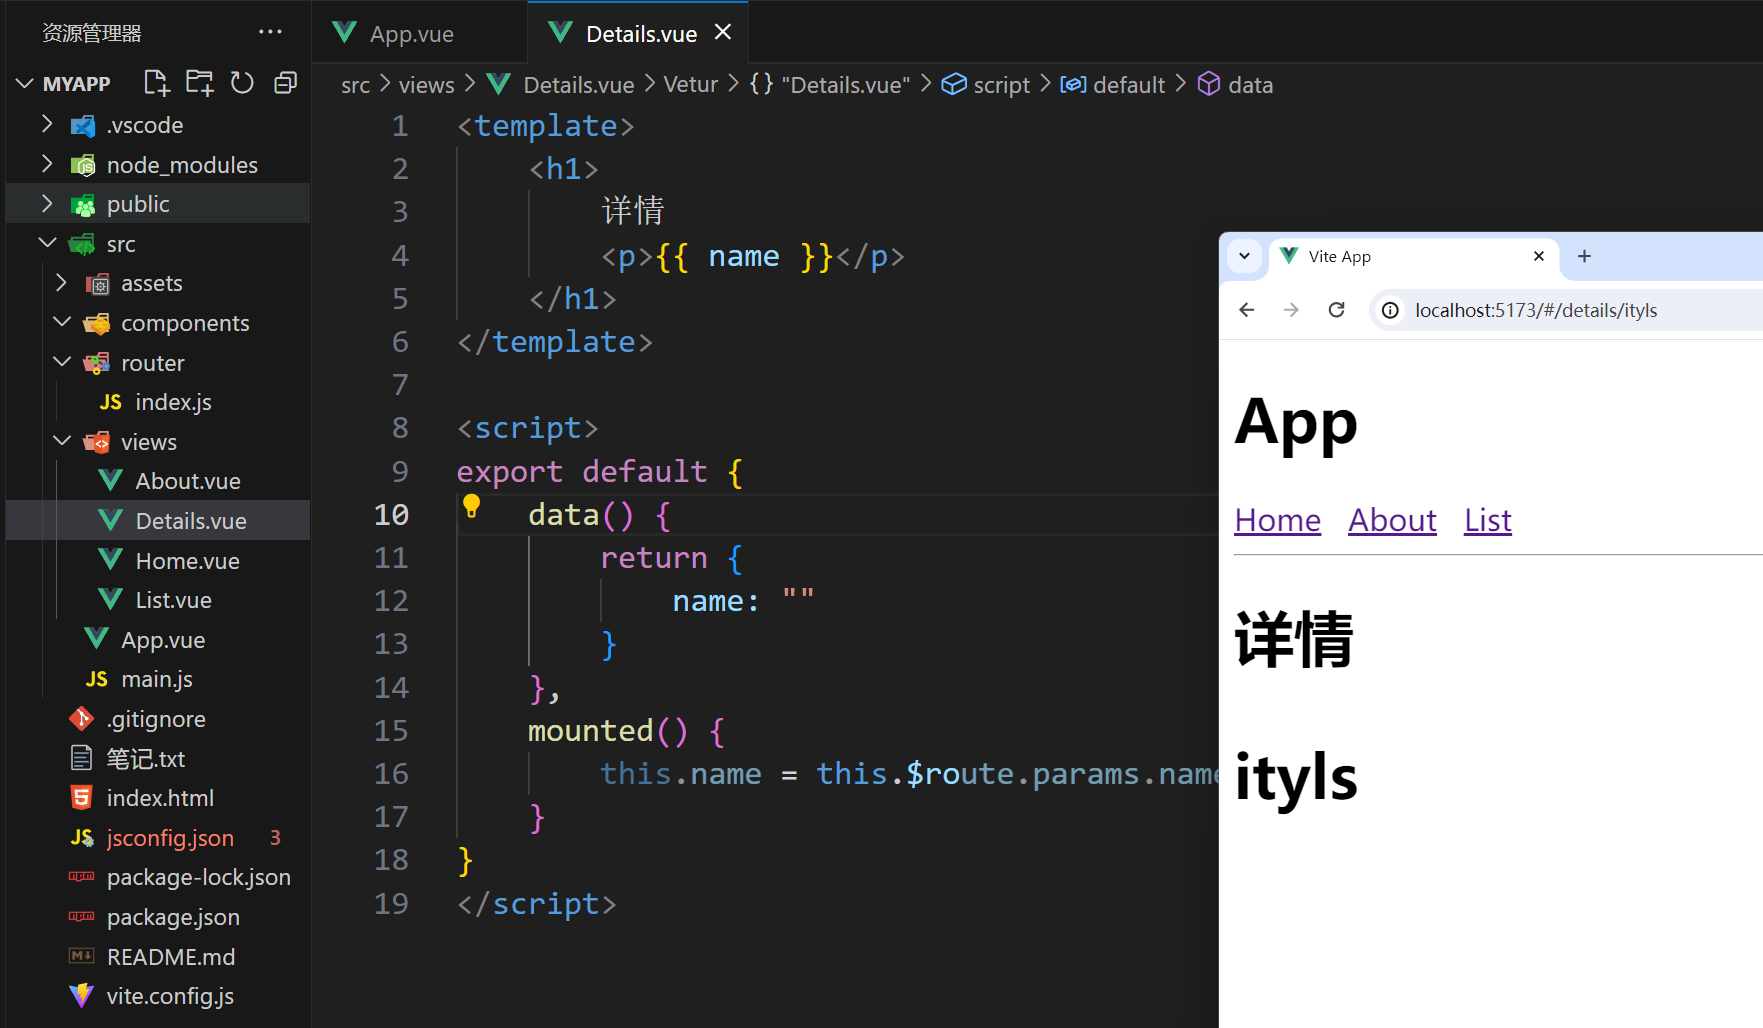 资源管理器 ···
MYAPP
.vscode
node_modules
public
src
assets
components
router
JS index.js
views
About.vue
Details.vue
Home.vue
List.vue
App.vue
JS main.js
.gitignore
笔记.txt
index.html
JS jsconfig.json 3
package-lock.json
package.json
README.md
vite.config.js
App.vue
Details.vue
src > views > Details.vue > Vetur > {} "Details.vue" > script > default > data
1 <template>
2 <h1>
3 详情
4 <p>{{ name }}</p>
5 </h1>
6 </template>
7
8 <script>
9 export default {
10 data() {
11 return {
12 name: ""
13 }
14 },
15 mounted() {
16 this.name = this.$route.params.name
17 }
18 }
19 </script>
Vite App
localhost:5173/#/details/ityls
App
Home About List
详情
ityls